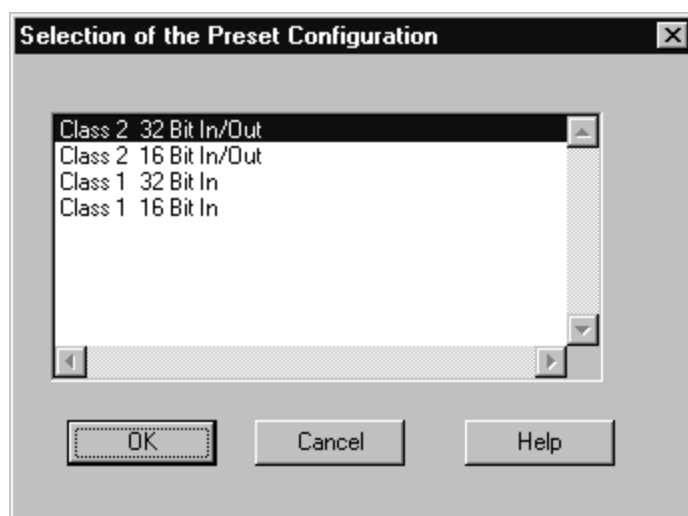 Selection of the Preset Configuration
Class 2 32 Bit In/Out
Class 2 16 Bit In/Out
Class 1 32 Bit In
Class 1 16 Bit In
OK Cancel Help